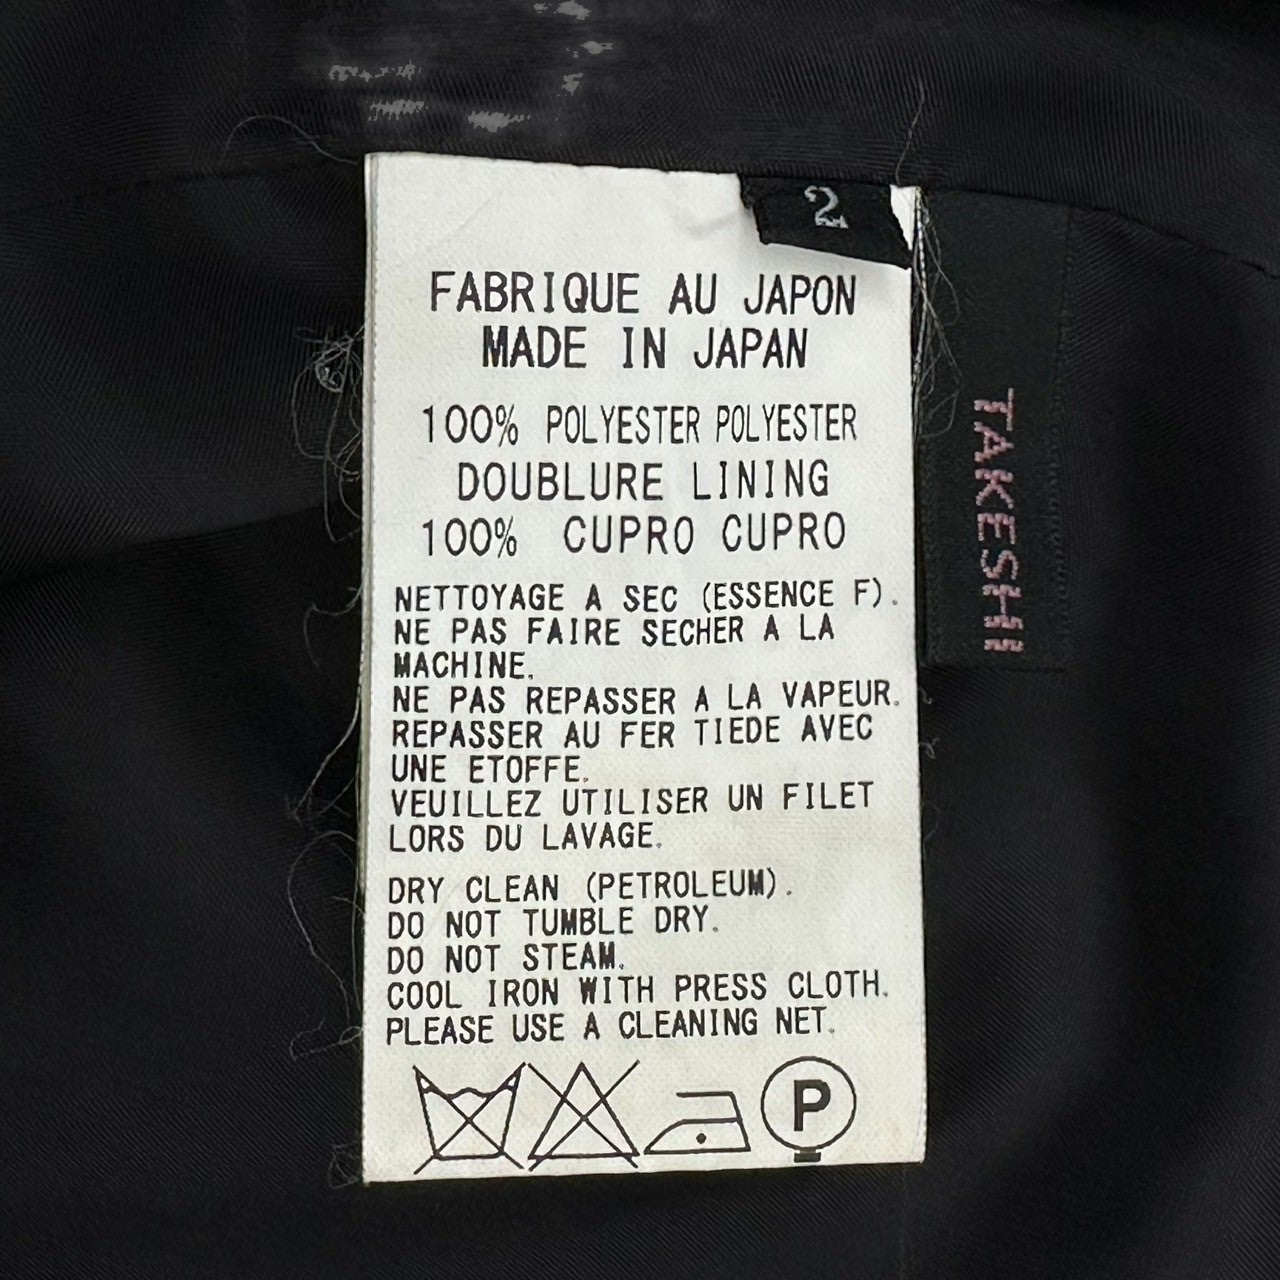 2
FABRIQUE AU JAPON
MADE IN JAPAN
100% POLYESTER POLYESTER
DOUBLURE LINING
100% CUPRO CUPRO
NETTOYAGE A SEC (ESSENCE F).
NE PAS FAIRE SECHER A LA
MACHINE.
NE PAS REPASSER A LA VAPEUR.
REPASSER AU FER TIEDE AVEC
UNE ETOFFE.
VEUILLEZ UTILISER UN FILET
LORS DU LAVAGE.
DRY CLEAN (PETROLEUM).
DO NOT TUMBLE DRY.
DO NOT STEAM.
COOL IRON WITH PRESS CLOTH.
PLEASE USE A CLEANING NET.
P
TAKESHI